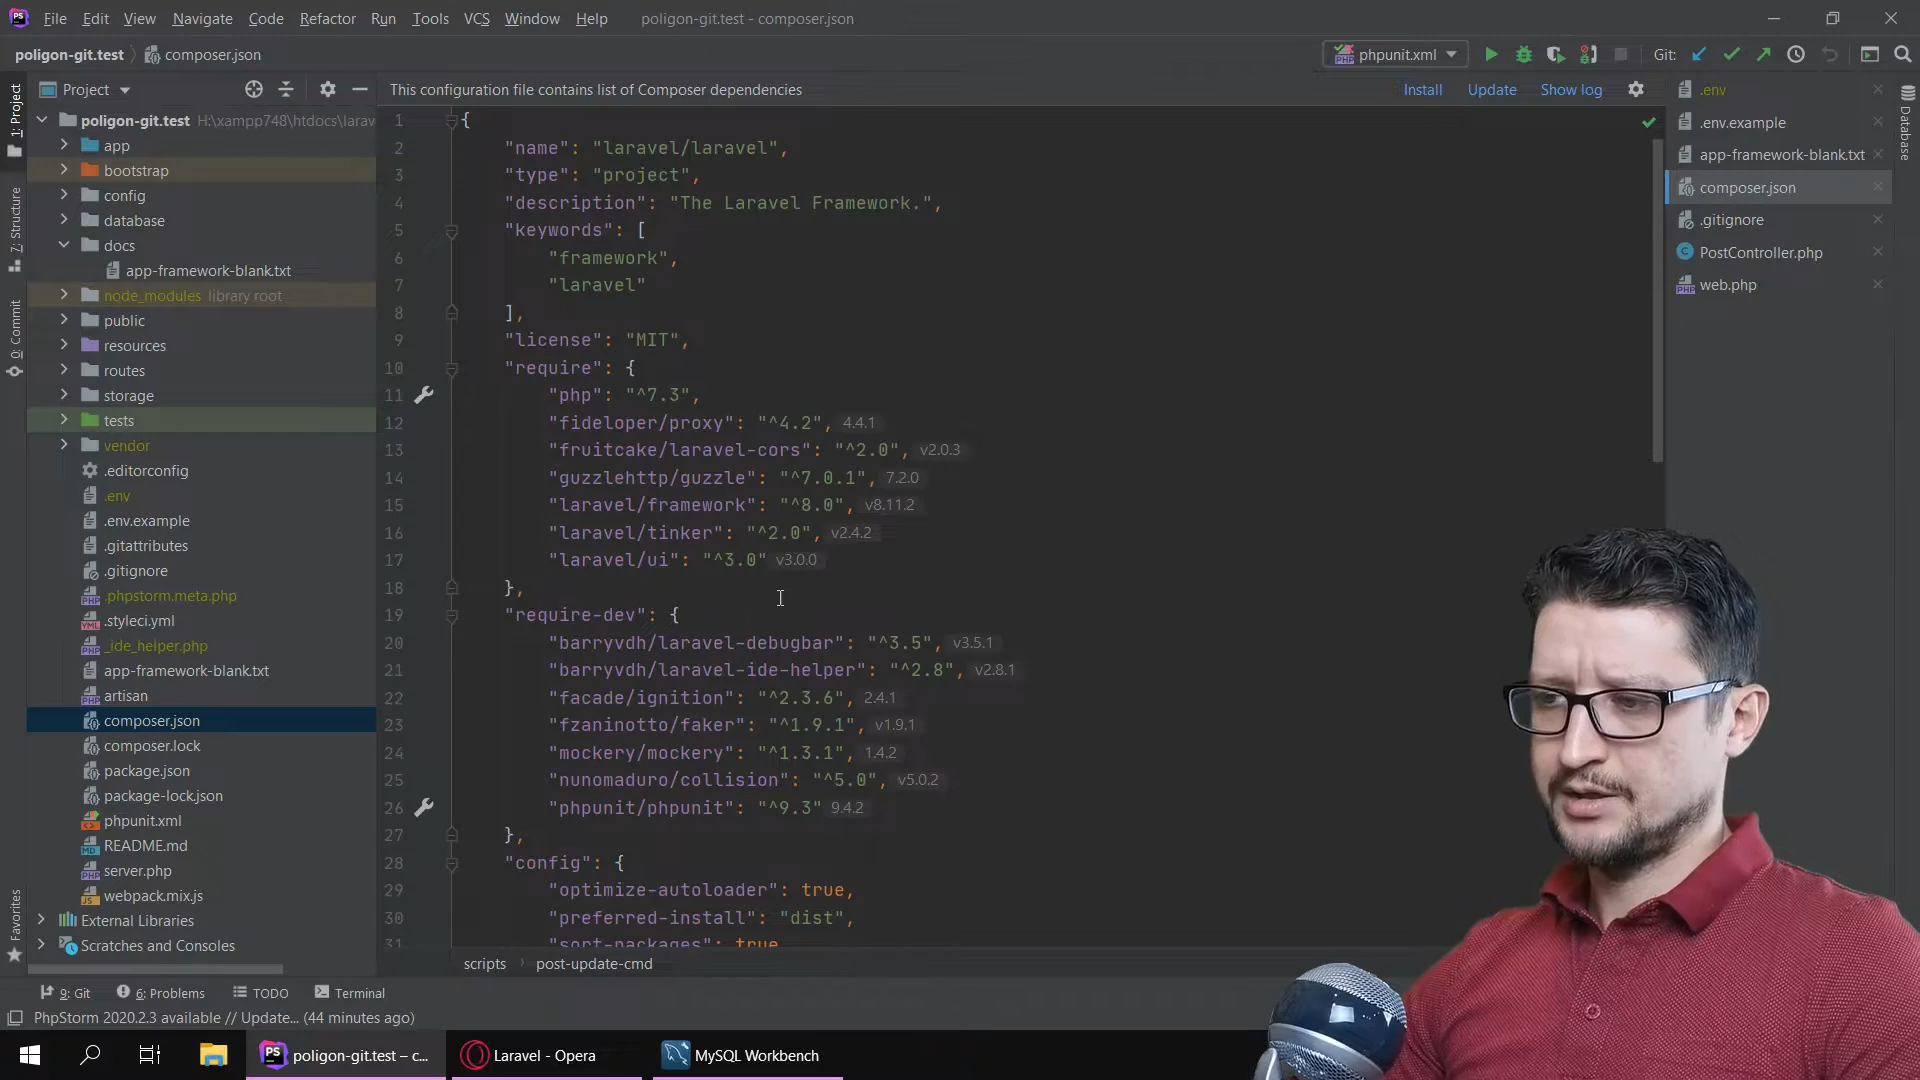 File Edit View Navigate Code Refactor Run Tools VCS Window Help poligon-git.test - composer.json
poligon-git.test composer.json
phpunit.xml
Git:
Project
This configuration file contains list of Composer dependencies
Install Update Show log
1: Project
7: Structure
0: Commit
Favorites
Database
poligon-git.test H:\xampp748\htdocs\larav
app
bootstrap
config
database
docs
app-framework-blank.txt
node_modules library root
public
resources
routes
storage
tests
vendor
.editorconfig
.env
.env.example
.gitattributes
.gitignore
.phpstorm.meta.php
.styleci.yml
_ide_helper.php
app-framework-blank.txt
artisan
composer.json
composer.lock
package.json
package-lock.json
phpunit.xml
README.md
server.php
webpack.mix.js
External Libraries
Scratches and Consoles
1 {
2 "name": "laravel/laravel",
3 "type": "project",
4 "description": "The Laravel Framework.",
5 "keywords": [
6 "framework",
7 "laravel"
8 ],
9 "license": "MIT",
10 "require": {
11 "php": "^7.3",
12 "fideloper/proxy": "^4.2", 4.4.1
13 "fruitcake/laravel-cors": "^2.0", v2.0.3
14 "guzzlehttp/guzzle": "^7.0.1", 7.2.0
15 "laravel/framework": "^8.0", v8.11.2
16 "laravel/tinker": "^2.0", v2.4.2
17 "laravel/ui": "^3.0" v3.0.0
18 },
19 "require-dev": {
20 "barryvdh/laravel-debugbar": "^3.5", v3.5.1
21 "barryvdh/laravel-ide-helper": "^2.8", v2.8.1
22 "facade/ignition": "^2.3.6", 2.4.1
23 "fzaninotto/faker": "^1.9.1", v1.9.1
24 "mockery/mockery": "^1.3.1", 1.4.2
25 "nunomaduro/collision": "^5.0", v5.0.2
26 "phpunit/phpunit": "^9.3" 9.4.2
27 },
28 "config": {
29 "optimize-autoloader": true,
30 "preferred-install": "dist",
31 "sort-packages": true
.env
.env.example
app-framework-blank.txt
composer.json
.gitignore
PostController.php
web.php
scripts post-update-cmd
9: Git 6: Problems TODO Terminal
PhpStorm 2020.2.3 available // Update... (44 minutes ago)
poligon-git.test – c... Laravel - Opera MySQL Workbench